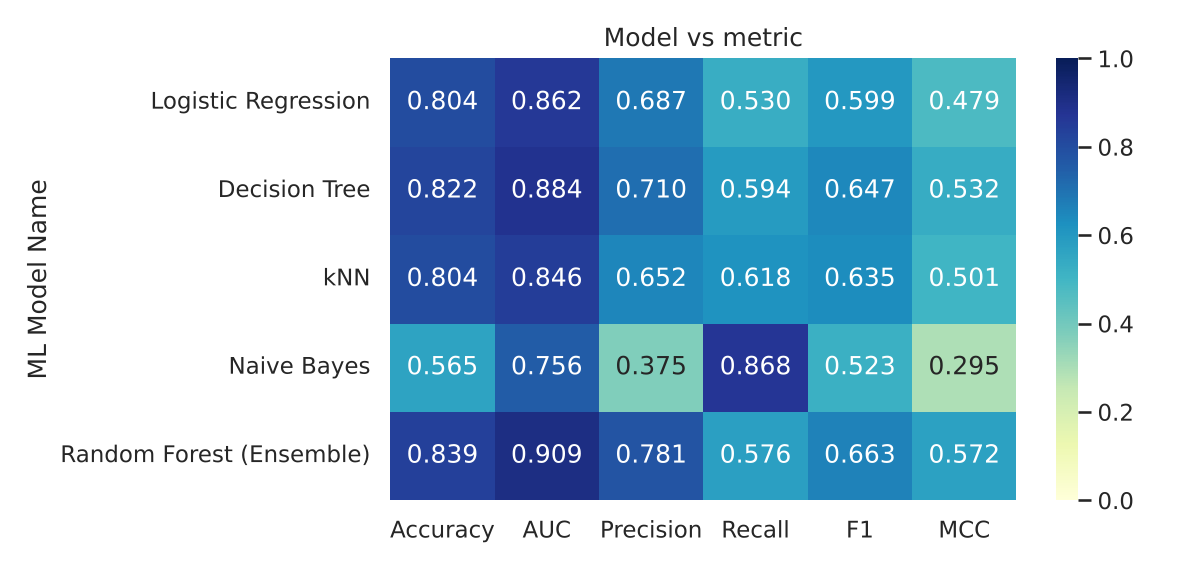 Model vs metric
ML Model Name
Logistic Regression 0.804 0.862 0.687 0.530 0.599 0.479
Decision Tree 0.822 0.884 0.710 0.594 0.647 0.532
kNN 0.804 0.846 0.652 0.618 0.635 0.501
Naive Bayes 0.565 0.756 0.375 0.868 0.523 0.295
Random Forest (Ensemble) 0.839 0.909 0.781 0.576 0.663 0.572
Accuracy AUC Precision Recall F1 MCC
1.0
0.8
0.6
0.4
0.2
0.0